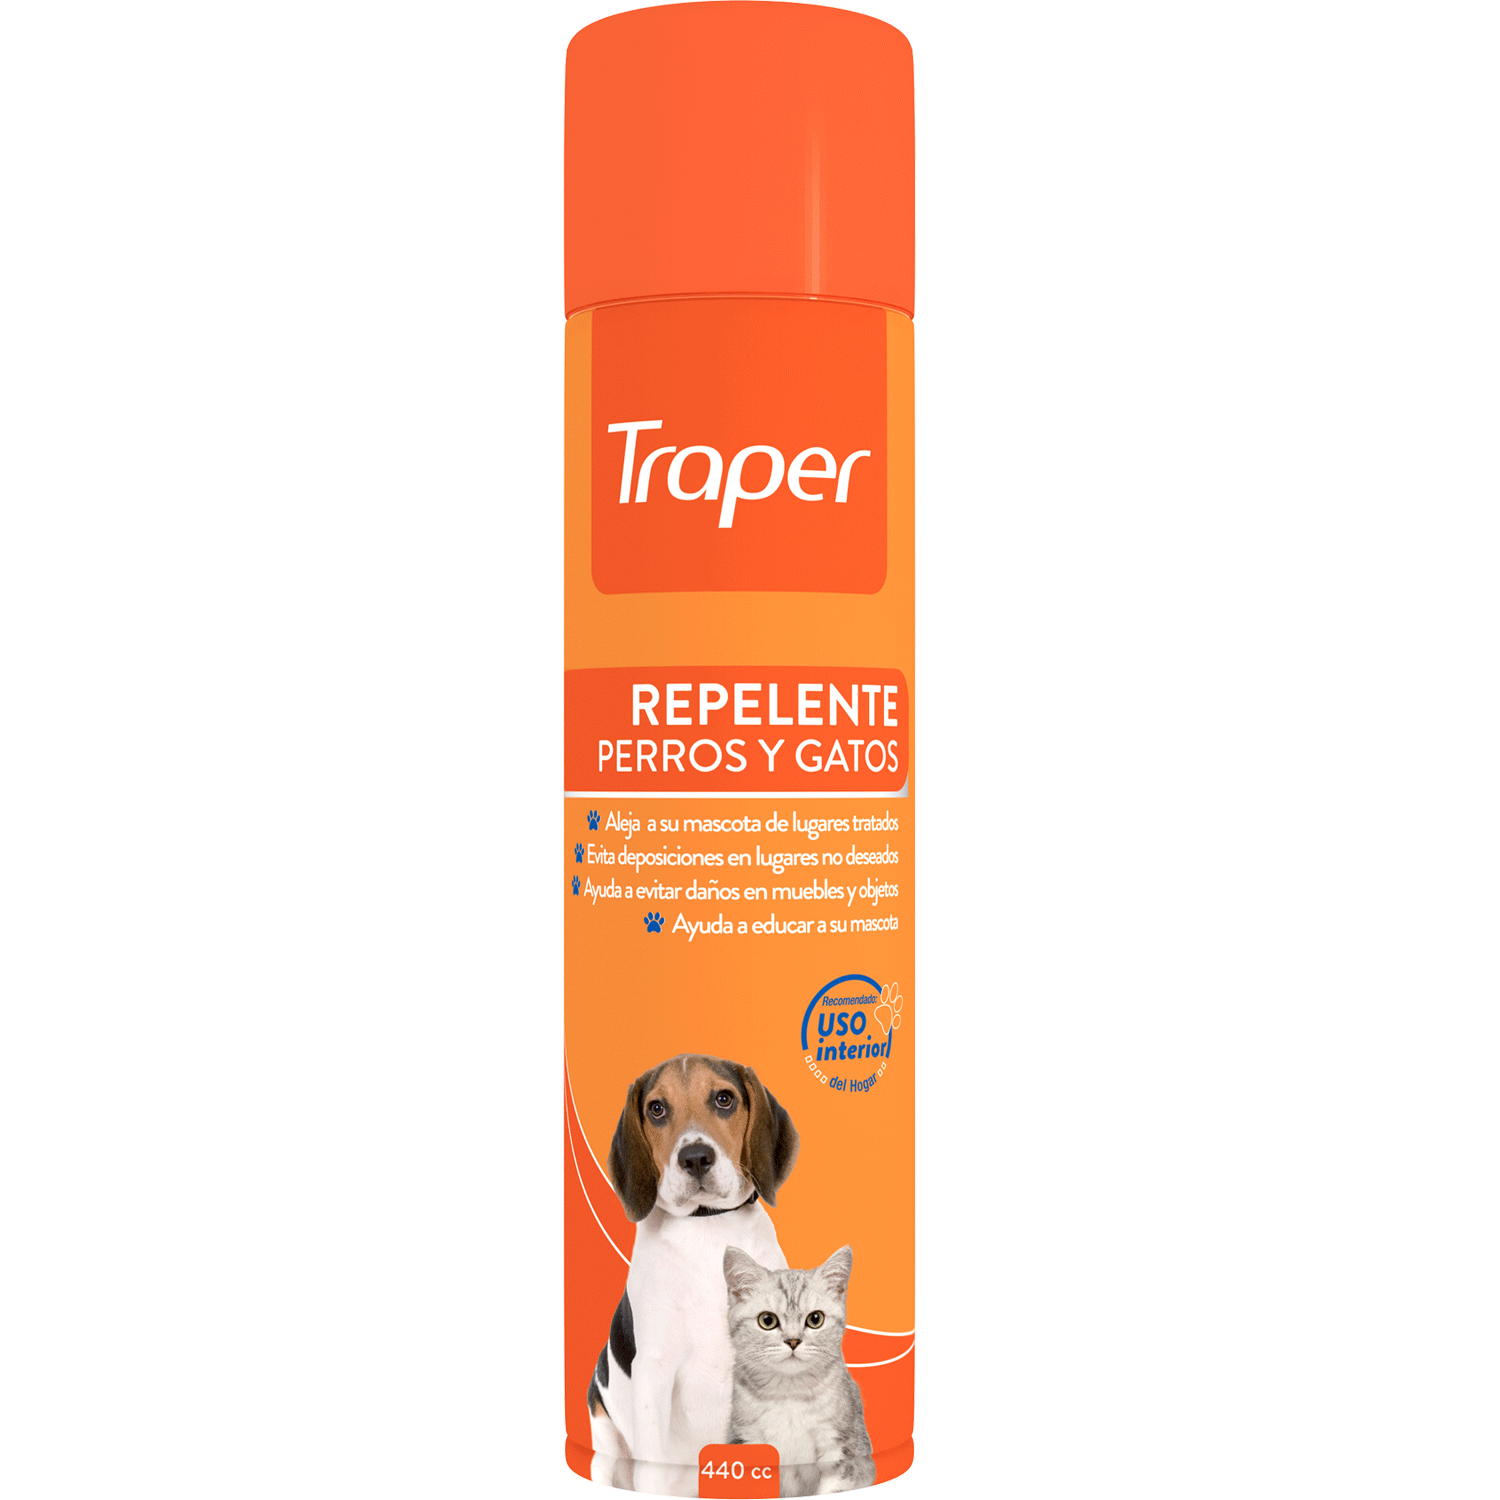 Traper
REPELENTE
PERROS Y GATOS
Aleja a su mascota de lugares tratados
Evita deposiciones en lugares no deseados
Ayuda a evitar daños en muebles y objetos
Ayuda a educar a su mascota
Recomendado:
USO
interior
del Hogar
440 cc